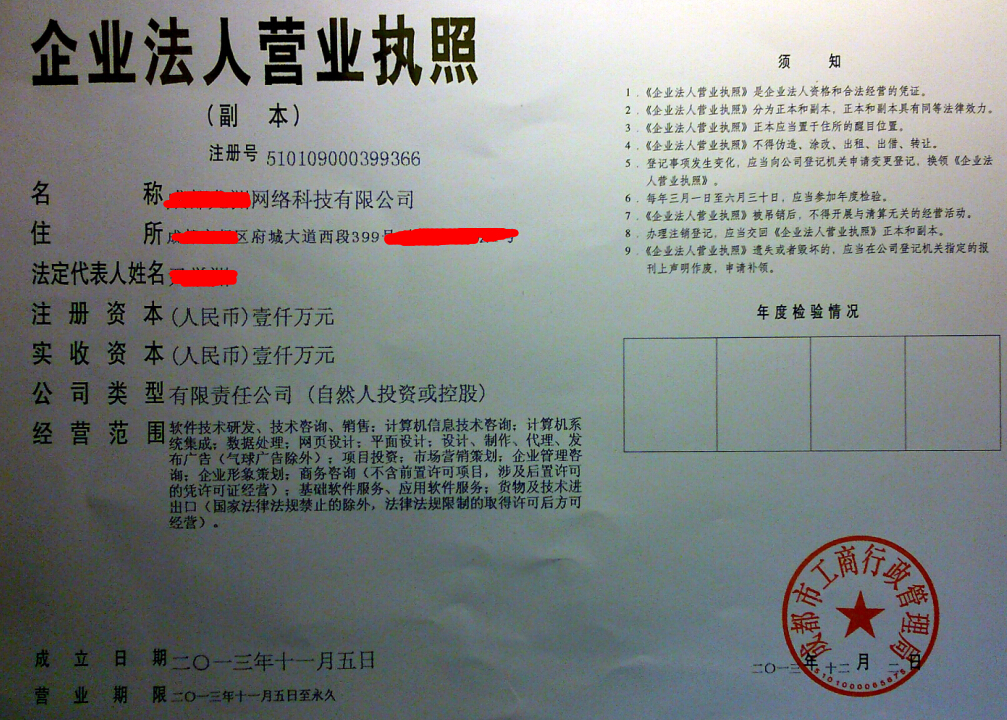 企业法人营业执照
（副 本）
注册号 510109000399366
名 称 网络科技有限公司
住 所 区府城大道西段399号
法定代表人姓名
注册资本 (人民币)壹仟万元
实收资本 (人民币)壹仟万元
公司类型 有限责任公司（自然人投资或控股）
经营范围 软件技术研发、技术咨询、销售；计算机信息技术咨询；计算机系
统集成；数据处理；网页设计；平面设计；设计、制作、代理、发
布广告（气球广告除外）；项目投资；市场营销策划；企业管理咨
询；企业形象策划；商务咨询（不含前置许可项目，涉及后置许可
的凭许可证经营）；基础软件服务、应用软件服务；货物及技术进
出口（国家法律法规禁止的除外，法律法规限制的取得许可后方可
经营）。
成立日期 二〇一三年十一月五日
营业期限 二〇一三年十一月五日至永久
须 知
1．《企业法人营业执照》是企业法人资格和合法经营的凭证。
2．《企业法人营业执照》分为正本和副本，正本和副本具有同等法律效力。
3．《企业法人营业执照》正本应当置于住所的醒目位置。
4．《企业法人营业执照》不得伪造、涂改、出租、出借、转让。
5．登记事项发生变化，应当向公司登记机关申请变更登记，换领《企业法
人营业执照》。
6．每年三月一日至六月三十日，应当参加年度检验。
7．《企业法人营业执照》被吊销后，不得开展与清算无关的经营活动。
8．办理注销登记，应当交回《企业法人营业执照》正本和副本。
9．《企业法人营业执照》遗失或者毁坏的，应当在公司登记机关指定的报
刊上声明作废，申请补领。
年度检验情况
成都市工商行政管理局
二〇一三年十二月二日